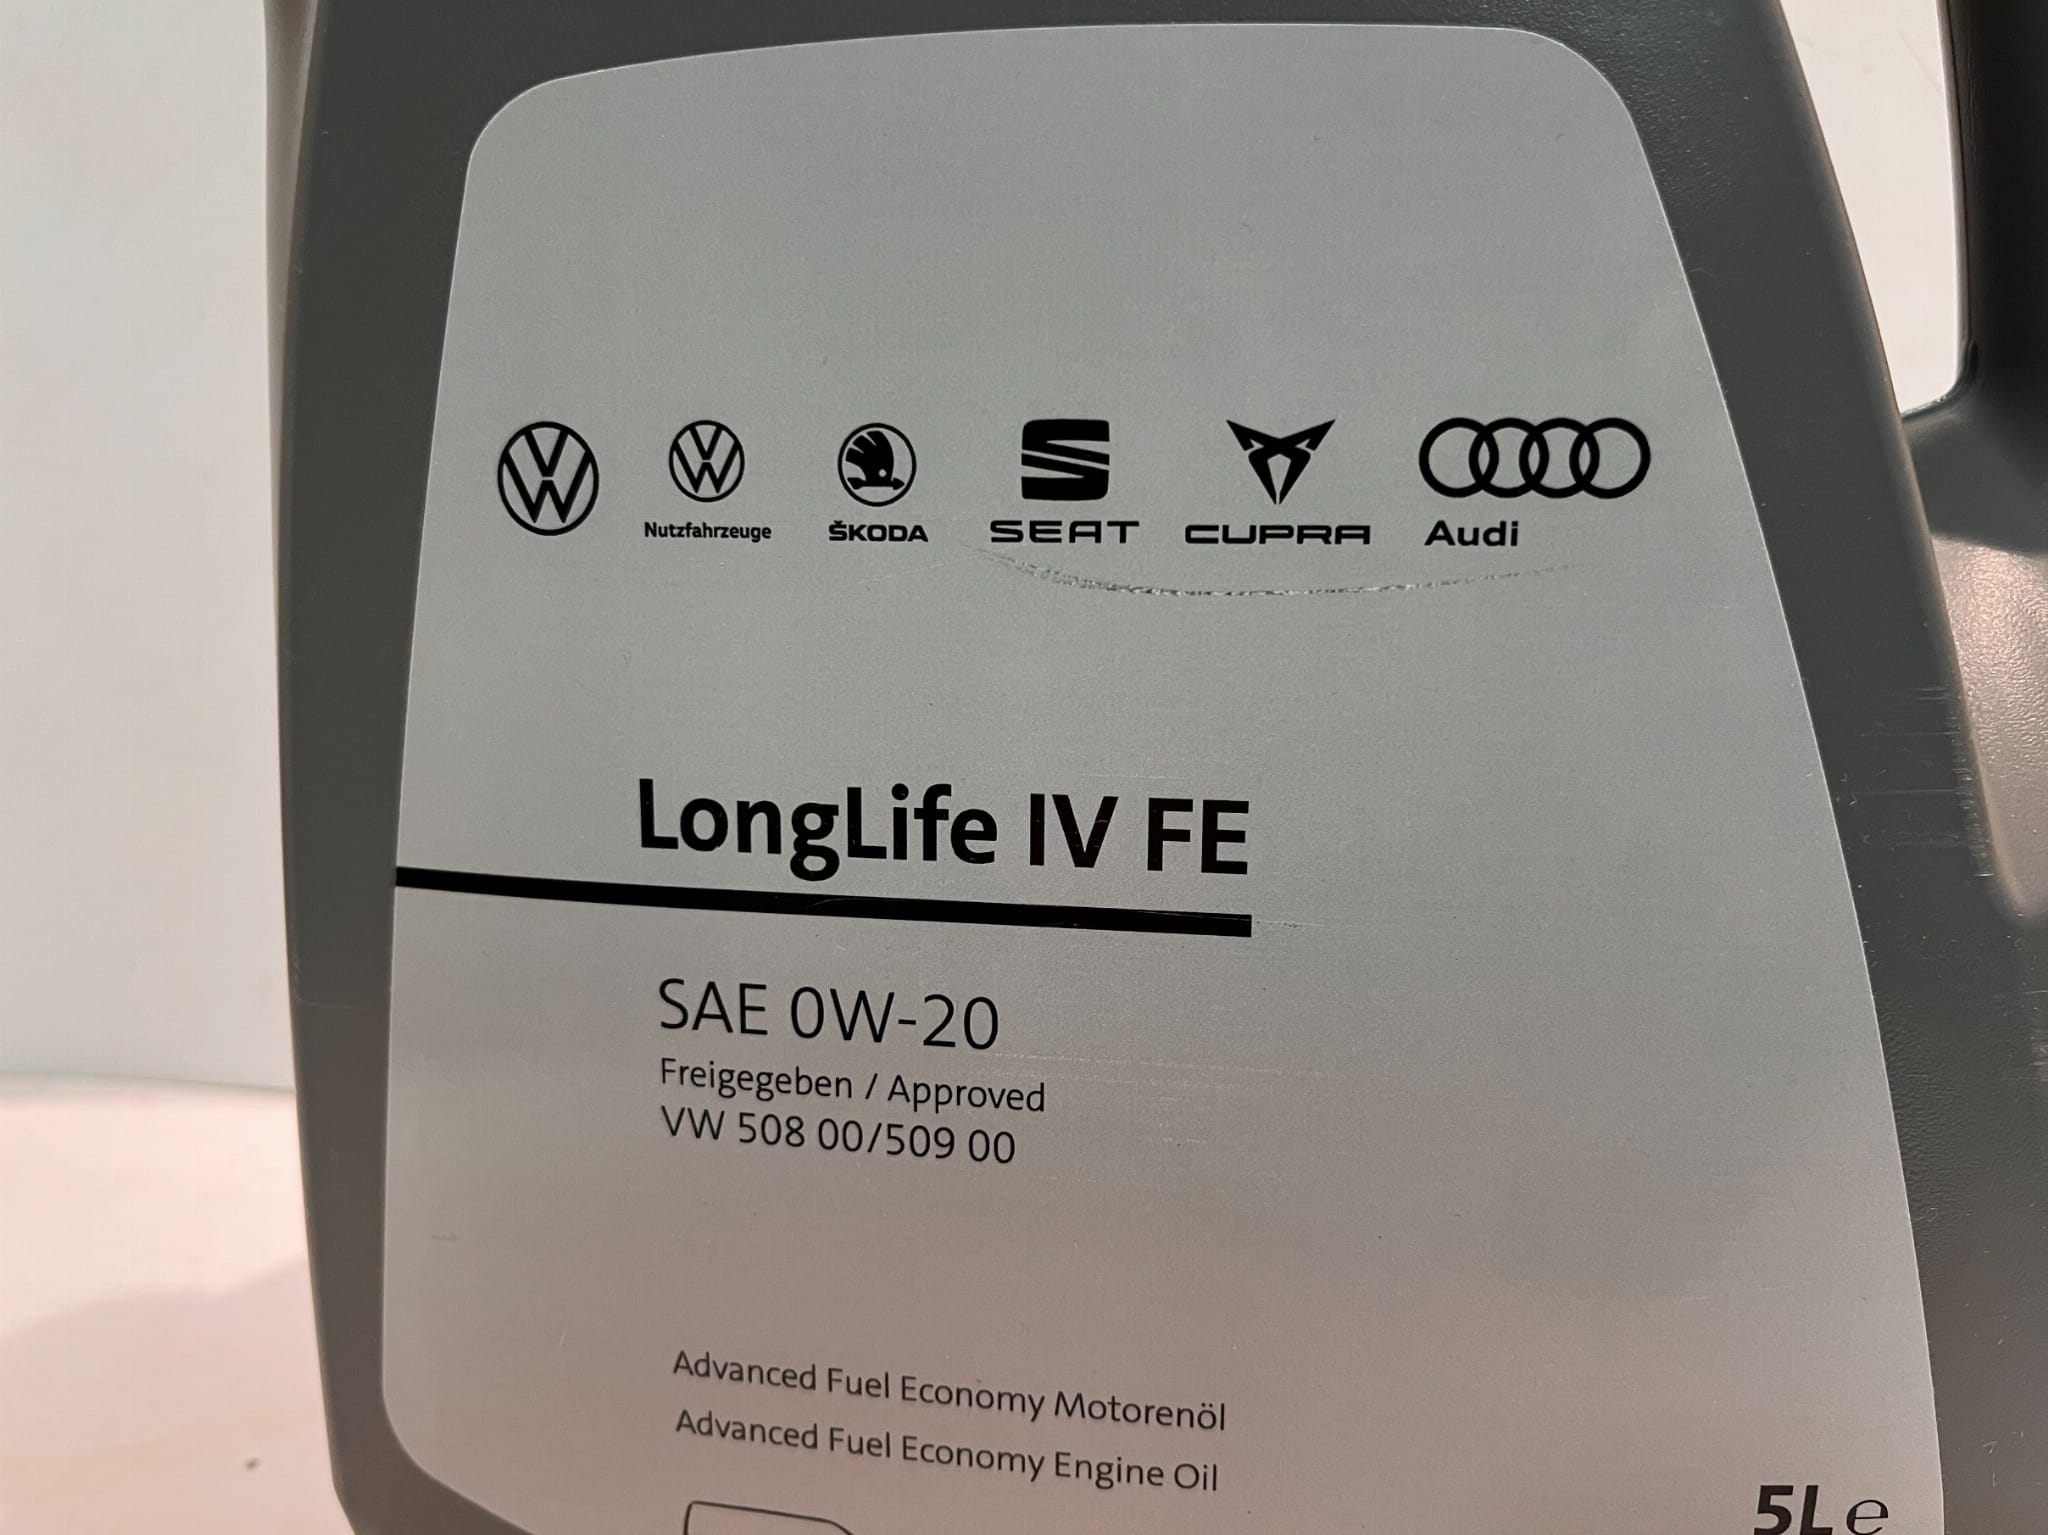 Nutzfahrzeuge ŠKODA SEAT CUPRA Audi
LongLife IV FE
SAE 0W-20
Freigegeben / Approved
VW 508 00/509 00
Advanced Fuel Economy Motorenöl
Advanced Fuel Economy Engine Oil
5L e